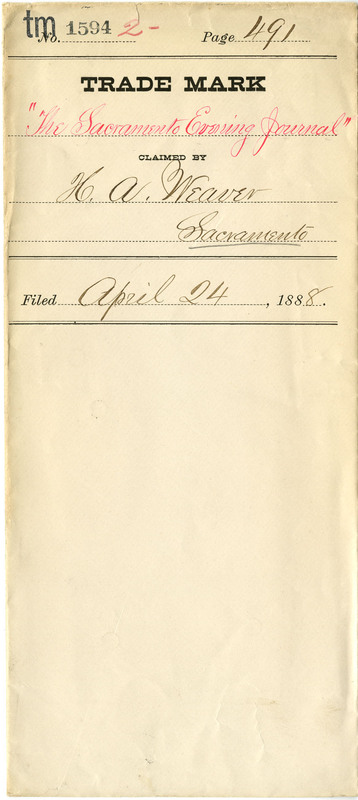 tm No. 1594 2- Page 491
TRADE MARK
"The Sacramento Evening Journal"
CLAIMED BY
H. A. Weaver
Sacramento
Filed April 24, 1888.